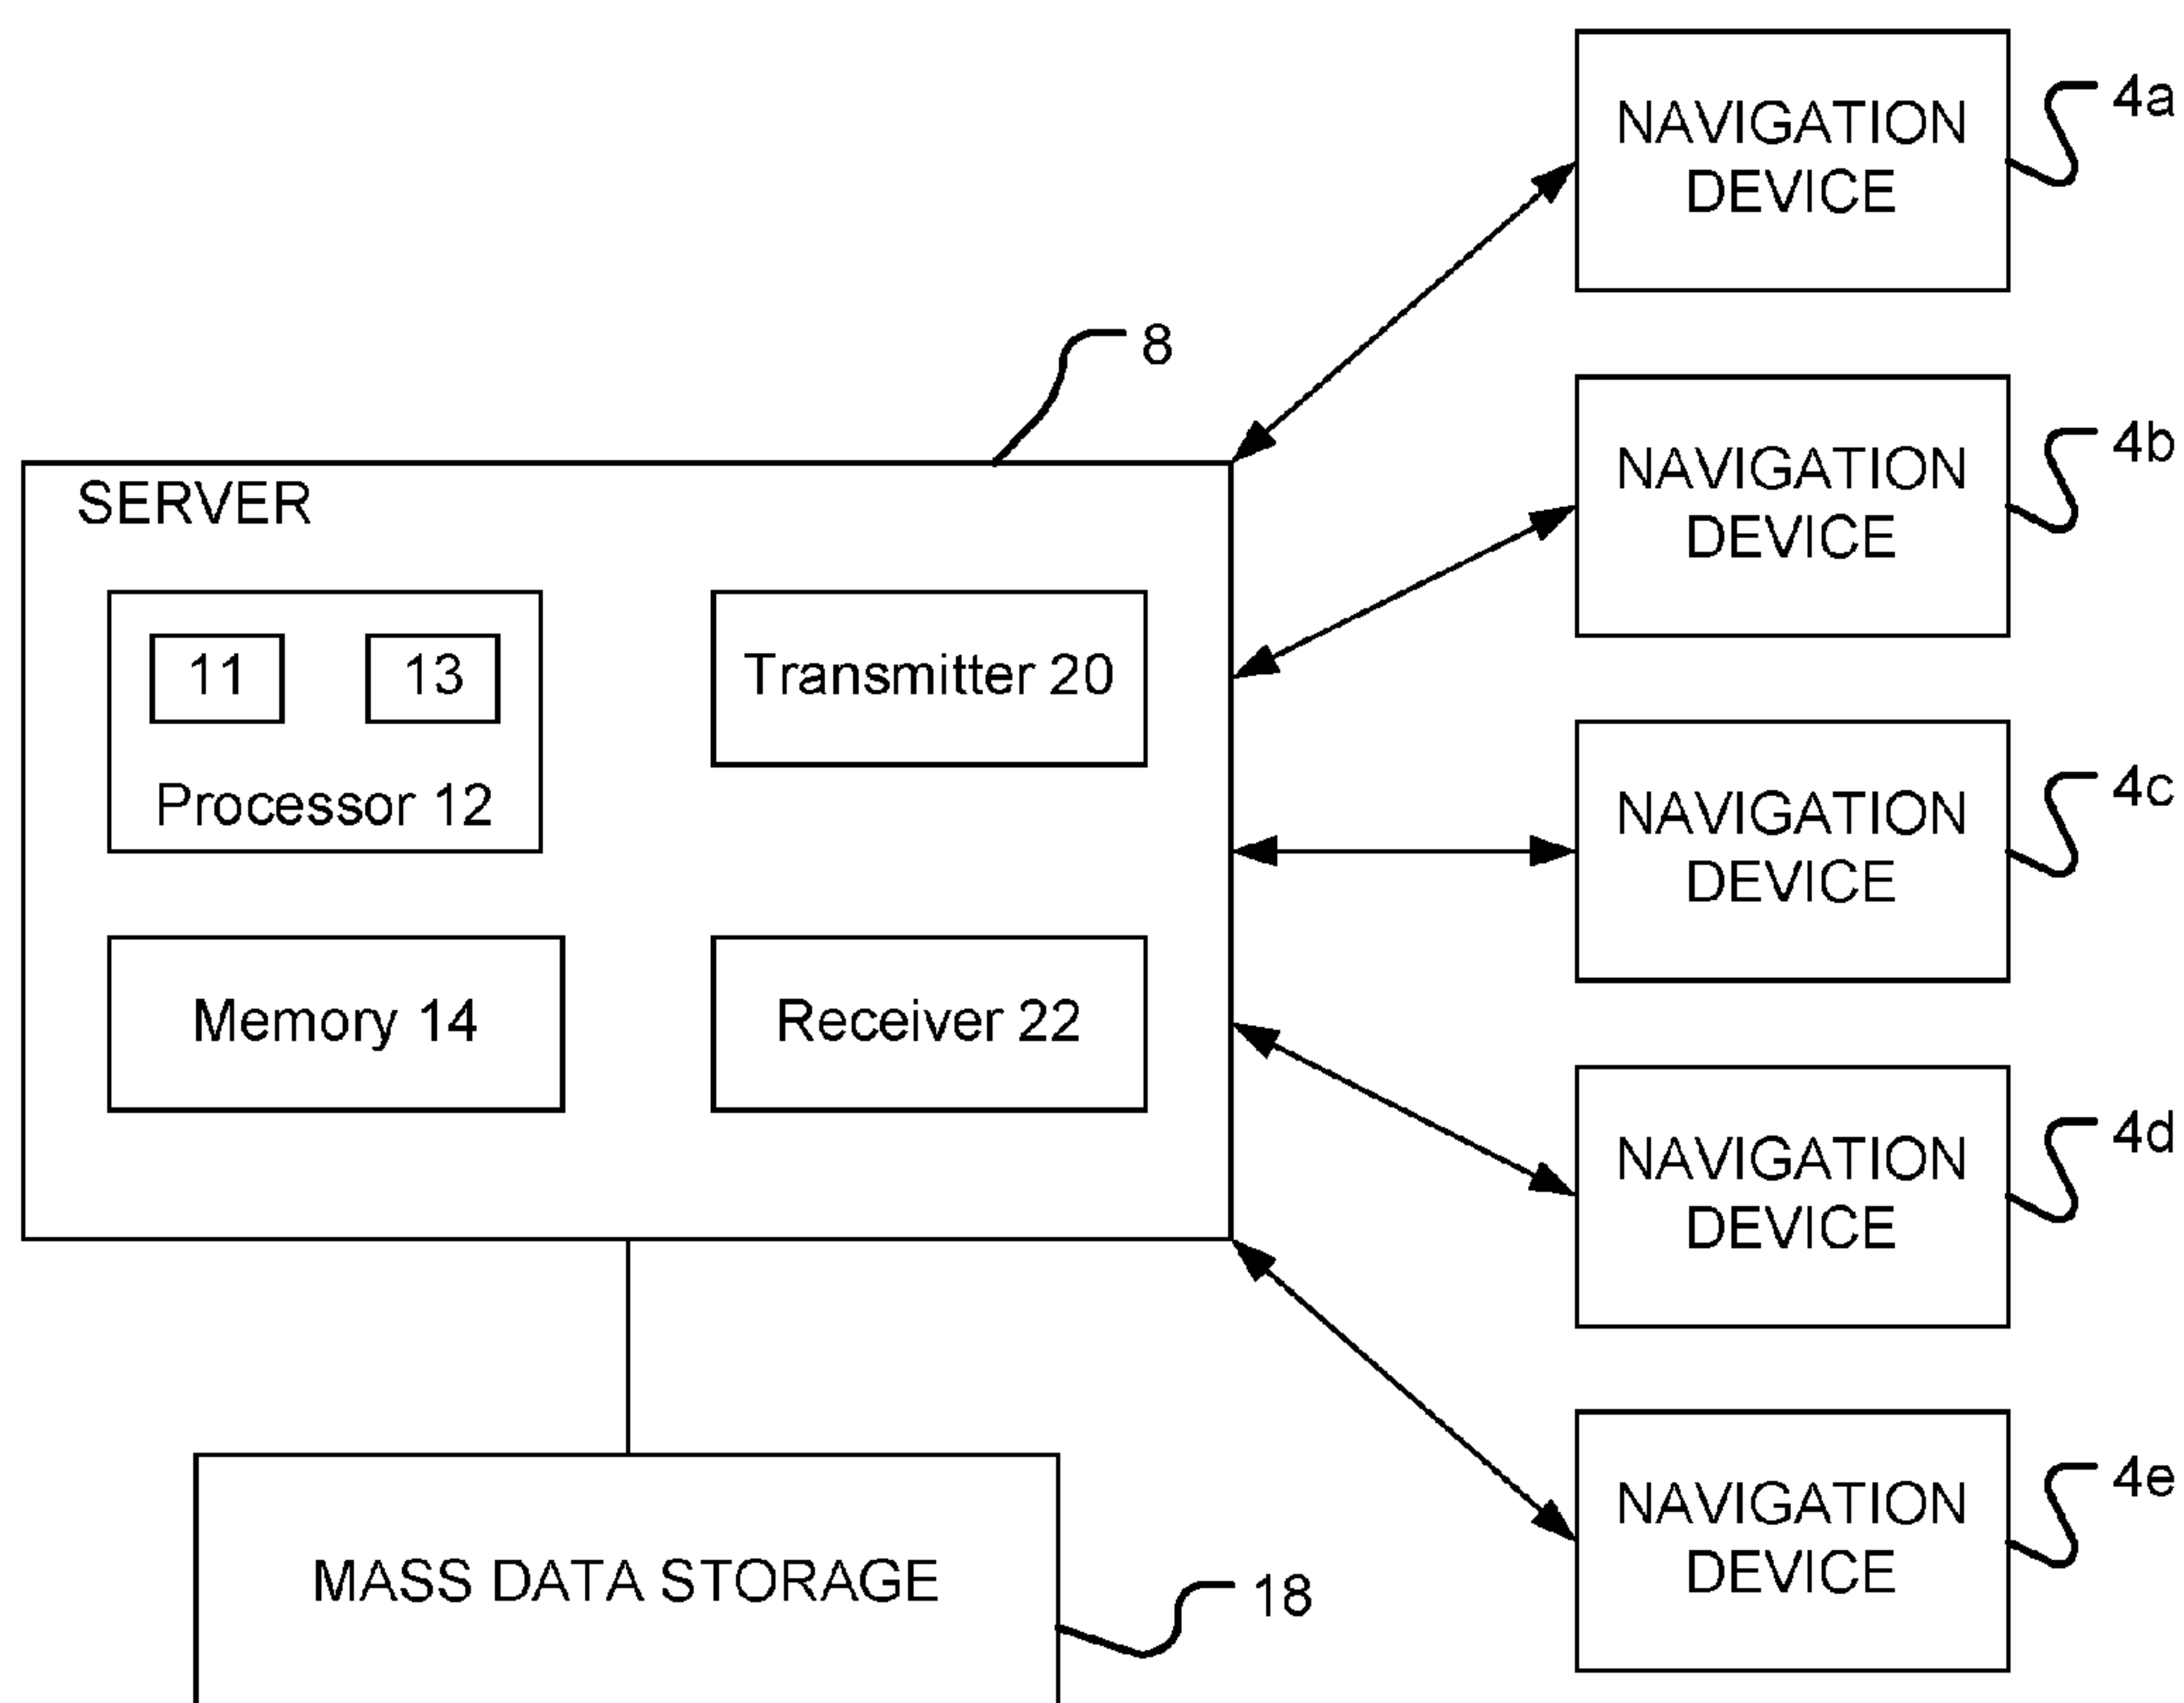 NAVIGATION
DEVICE
4a
8
NAVIGATION
DEVICE
4b
SERVER
11
13
Processor 12
Transmitter 20
NAVIGATION
DEVICE
4c
Memory 14
Receiver 22
NAVIGATION
DEVICE
4d
NAVIGATION
DEVICE
4e
MASS DATA STORAGE
18